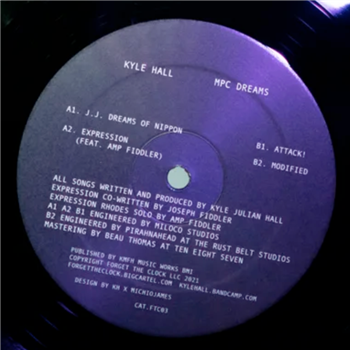 KYLE HALL MPC DREAMS
A1. J.J. DREAMS OF NIPPON
A2. EXPRESSION
(FEAT. AMP FIDDLER)
B1. ATTACK!
B2. MODIFIED
ALL SONGS WRITTEN AND PRODUCED BY KYLE JULIAN HALL
EXPRESSION CO-WRITTEN BY JOSEPH FIDDLER
EXPRESSION RHODES SOLO BY AMP FIDDLER
A1 A2 B1 ENGINEERED BY MILOCO STUDIOS
B2 ENGINEERED BY PIRAHNAHEAD AT THE RUST BELT STUDIOS
MASTERING BY BEAU THOMAS AT TEN EIGHT SEVEN
PUBLISHED BY KMFH MUSIC WORKS BMI
COPYRIGHT FORGET THE CLOCK LLC 2021
FORGETTHECLOCK.BIGCARTEL.COM KYLEHALL.BANDCAMP.COM
DESIGN BY KH X MICHIOJAMES
CAT.FTC03